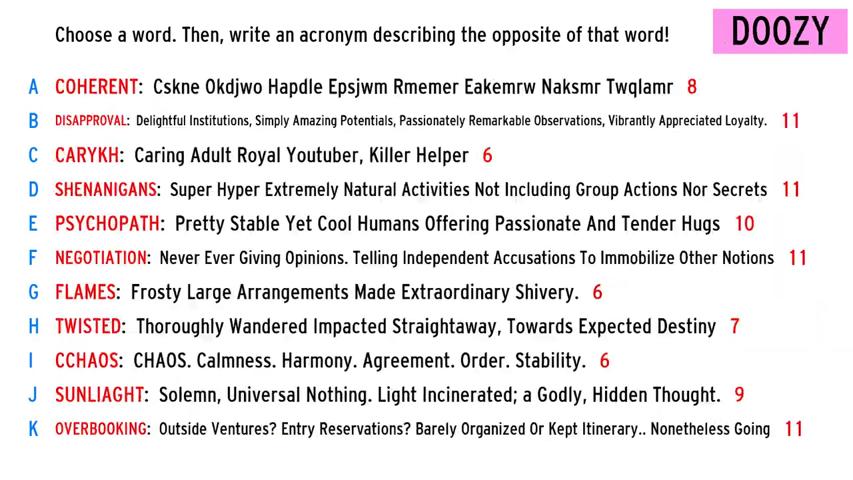 Choose a word. Then, write an acronym describing the opposite of that word!
DOOZY
A COHERENT: Cskne Okdjwo Hapdle Epsjwm Rmemer Eakemrw Naksmr Twqlamr 8
B DISAPPROVAL: Delightful Institutions, Simply Amazing Potentials, Passionately Remarkable Observations, Vibrantly Appreciated Loyalty. 11
C CARYKH: Caring Adult Royal Youtuber, Killer Helper 6
D SHENANIGANS: Super Hyper Extremely Natural Activities Not Including Group Actions Nor Secrets 11
E PSYCHOPATH: Pretty Stable Yet Cool Humans Offering Passionate And Tender Hugs 10
F NEGOTIATION: Never Ever Giving Opinions. Telling Independent Accusations To Immobilize Other Notions 11
G FLAMES: Frosty Large Arrangements Made Extraordinary Shivery. 6
H TWISTED: Thoroughly Wandered Impacted Straightaway, Towards Expected Destiny 7
I CCHAOS: CHAOS. Calmness. Harmony. Agreement. Order. Stability. 6
J SUNLIAGHT: Solemn, Universal Nothing. Light Incinerated; a Godly, Hidden Thought. 9
K OVERBOOKING: Outside Ventures? Entry Reservations? Barely Organized Or Kept Itinerary.. Nonetheless Going 11